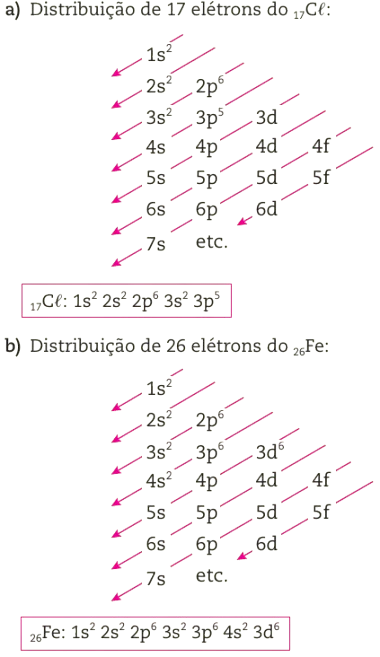 a) Distribuição de 17 elétrons do ₁₇Cℓ:
1s²
2s² 2p⁶
3s² 3p⁵ 3d
4s 4p 4d 4f
5s 5p 5d 5f
6s 6p 6d
7s etc.
₁₇Cℓ: 1s² 2s² 2p⁶ 3s² 3p⁵
b) Distribuição de 26 elétrons do ₂₆Fe:
1s²
2s² 2p⁶
3s² 3p⁶ 3d⁶
4s² 4p 4d 4f
5s 5p 5d 5f
6s 6p 6d
7s etc.
₂₆Fe: 1s² 2s² 2p⁶ 3s² 3p⁶ 4s² 3d⁶